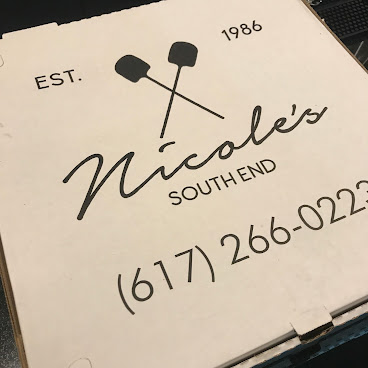 EST. 1986
Nicole's
SOUTH END
(617) 266-0223